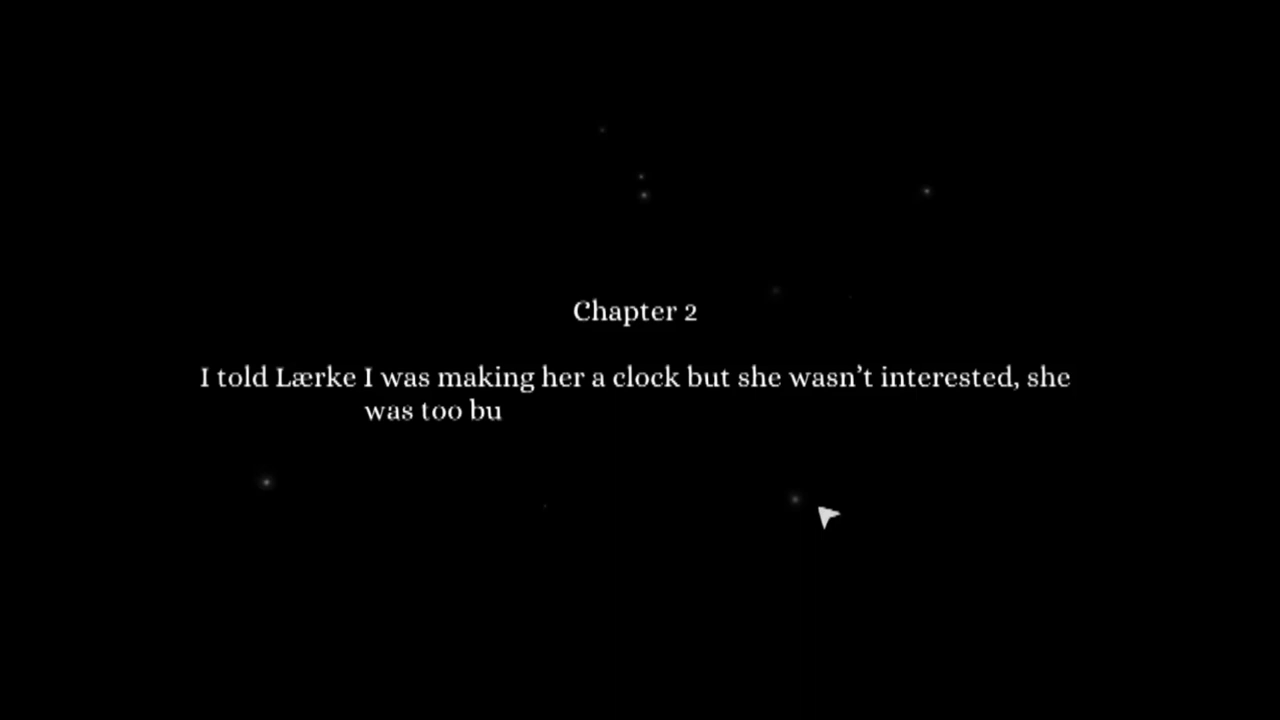 Chapter 2
I told Lærke I was making her a clock but she wasn’t interested, she
was too bu